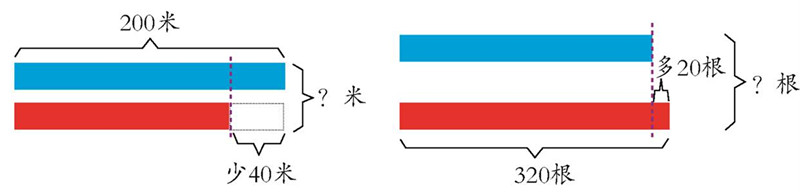 200米
? 米
少40米
多20根
? 根
320根